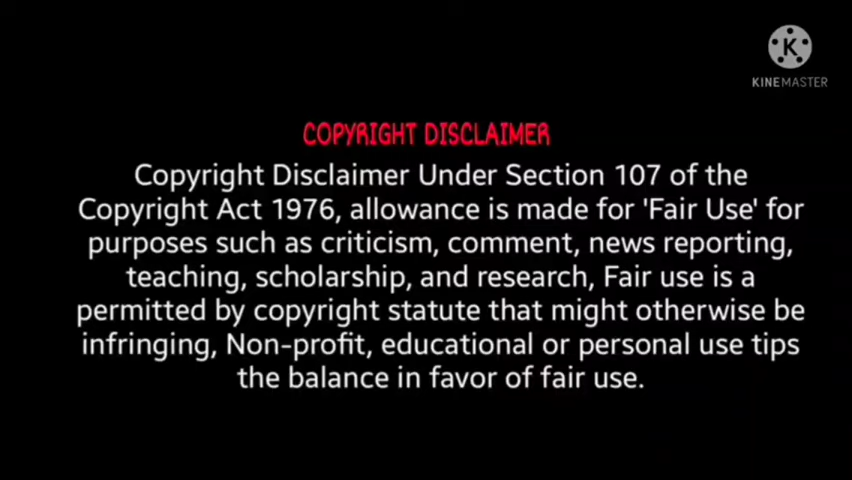 K
KINEMASTER
COPYRIGHT DISCLAIMER
Copyright Disclaimer Under Section 107 of the
Copyright Act 1976, allowance is made for 'Fair Use' for
purposes such as criticism, comment, news reporting,
teaching, scholarship, and research, Fair use is a
permitted by copyright statute that might otherwise be
infringing, Non-profit, educational or personal use tips
the balance in favor of fair use.